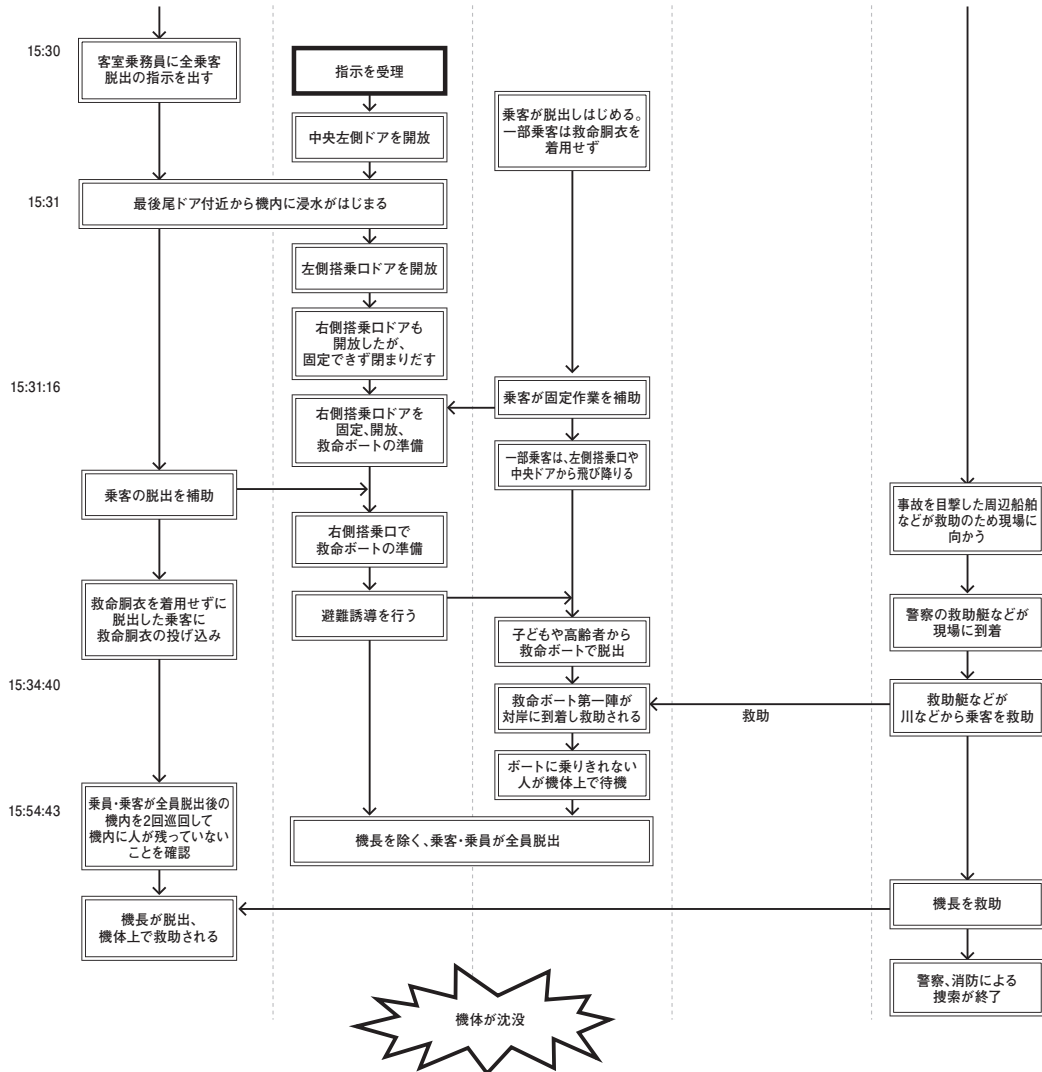 15:30
客室乗務員に全乗客
脱出の指示を出す
指示を受理
乗客が脱出しはじめる。
一部乗客は救命胴衣を
着用せず
中央左側ドアを開放
15:31
最後尾ドア付近から機内に浸水がはじまる
左側搭乗口ドアを開放
右側搭乗口ドアも
開放したが、
固定できず閉まりだす
15:31:16
乗客が固定作業を補助
右側搭乗口ドアを
固定、開放、
救命ボートの準備
一部乗客は、左側搭乗口や
中央ドアから飛び降りる
乗客の脱出を補助
事故を目撃した周辺船舶
などが救助のため現場に
向かう
右側搭乗口で
救命ボートの準備
救命胴衣を着用せずに
脱出した乗客に
救命胴衣の投げ込み
避難誘導を行う
警察の救助艇などが
現場に到着
子どもや高齢者から
救命ボートで脱出
15:34:40
救命ボート第一陣が
対岸に到着し救助される
救助
救助艇などが
川などから乗客を救助
ボートに乗りきれない
人が機体上で待機
15:54:43
乗員・乗客が全員脱出後の
機内を2回巡回して
機内に人が残っていない
ことを確認
機長を除く、乗客・乗員が全員脱出
機長が脱出、
機体上で救助される
機長を救助
警察、消防による
捜索が終了
機体が沈没